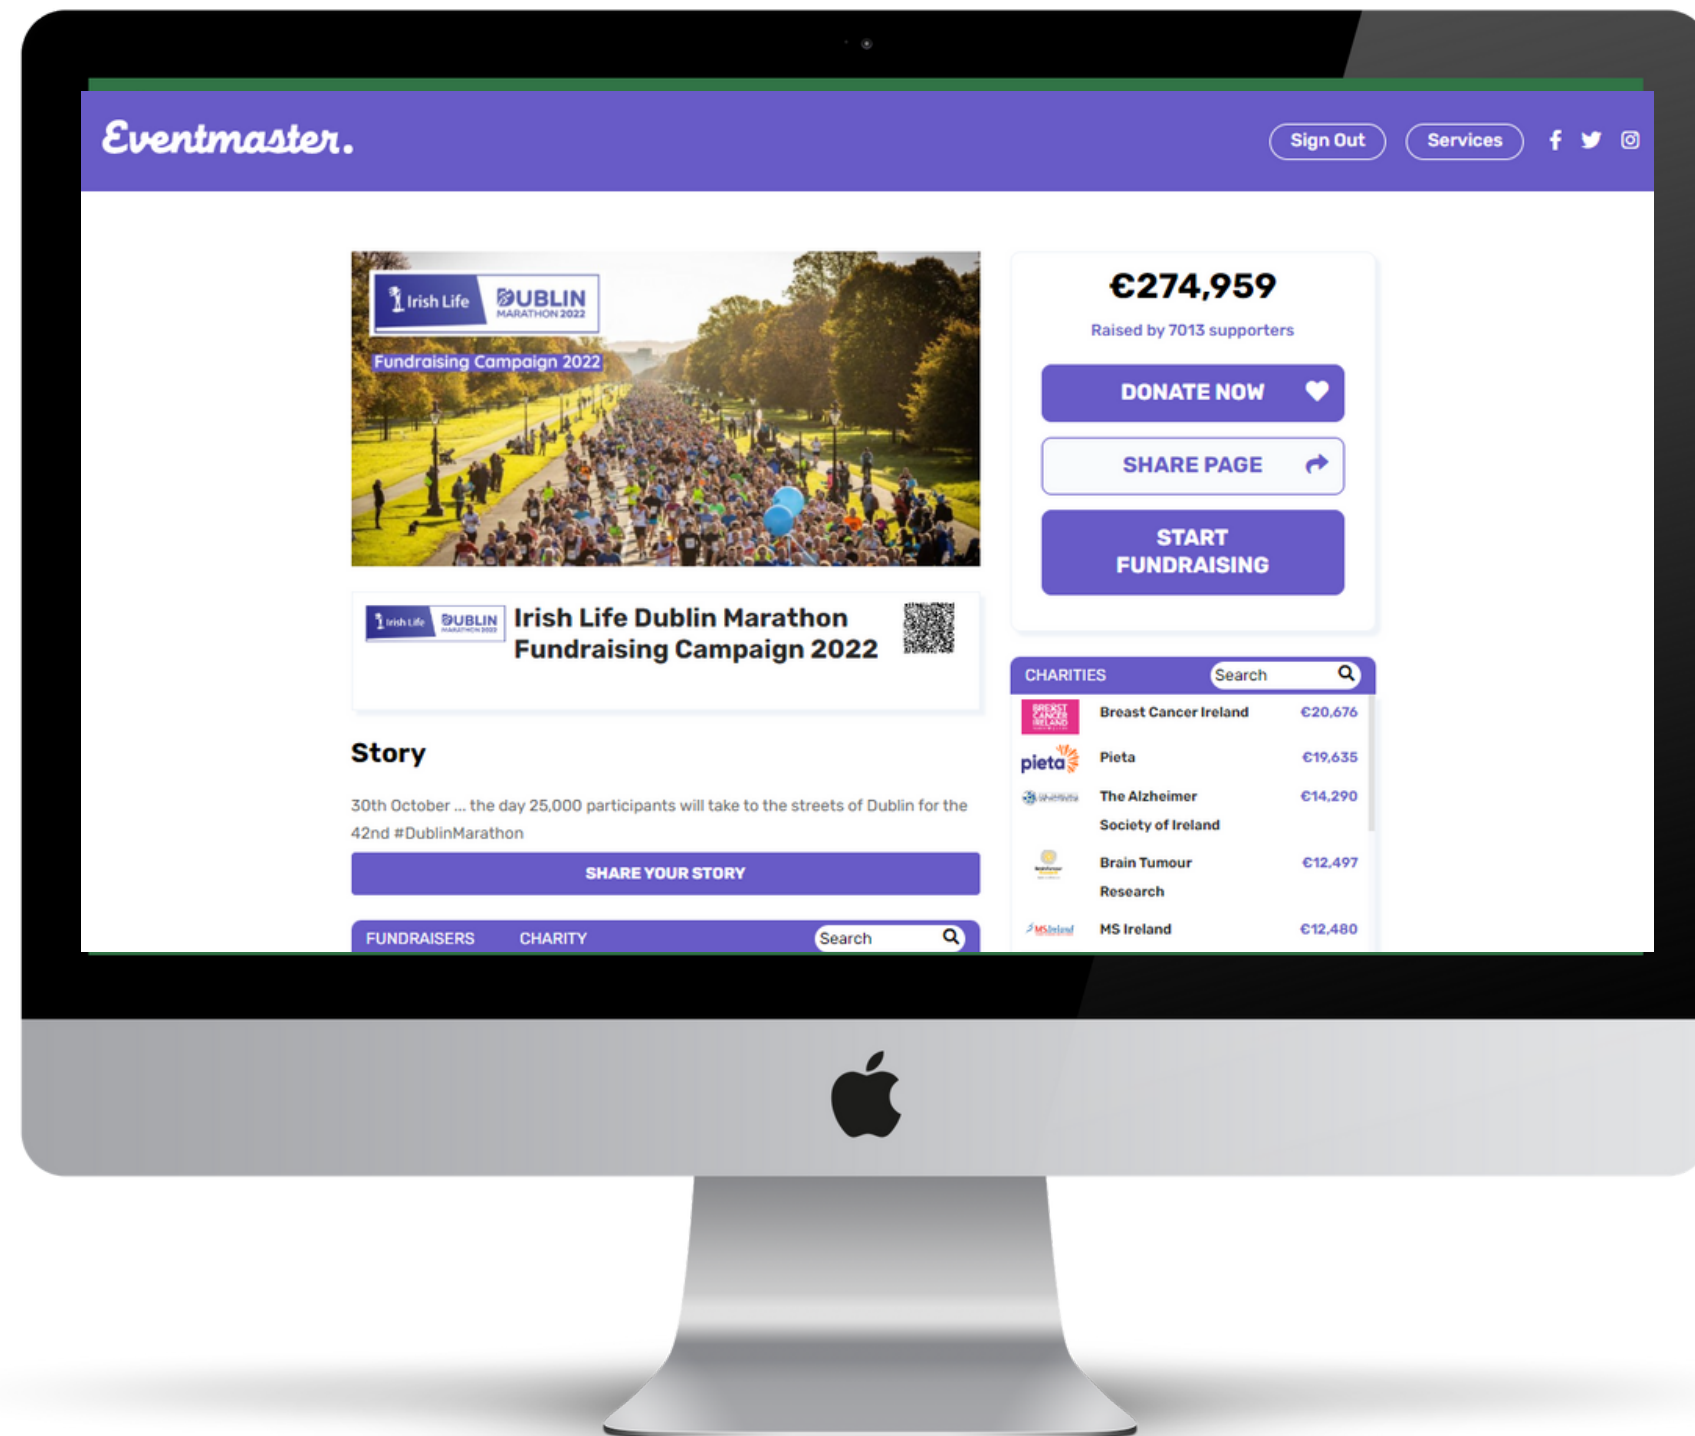 Eventmaster.
Sign Out
Services
Irish Life
DUBLIN
MARATHON 2022
Fundraising Campaign 2022
€274,959
Raised by 7013 supporters
DONATE NOW
SHARE PAGE
START
FUNDRAISING
Irish Life
DUBLIN
MARATHON 2022
Irish Life Dublin Marathon
Fundraising Campaign 2022
Story
30th October ... the day 25,000 participants will take to the streets of Dublin for the
42nd #DublinMarathon
SHARE YOUR STORY
FUNDRAISERS CHARITY Search
CHARITIES Search
BREAST
CANCER
IRELAND
Breast Cancer Ireland €20,676
pieta
Pieta €19,635
The Alzheimer €14,290
Society of Ireland
Brain Tumour €12,497
Research
MS Ireland
MS Ireland €12,480